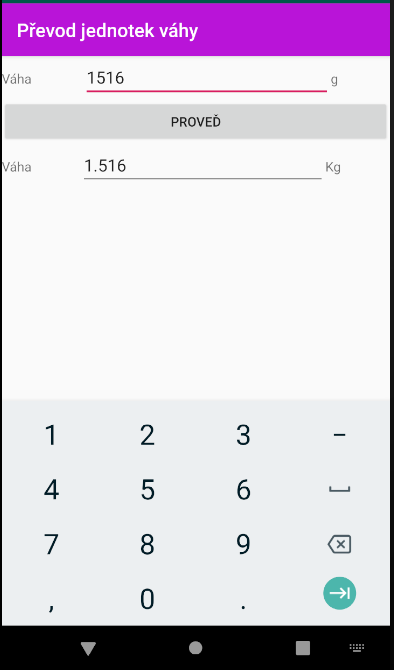 Převod jednotek váhy
Váha 1516 g
PROVEĎ
Váha 1.516 Kg
1 2 3 -
4 5 6
7 8 9
, 0 .